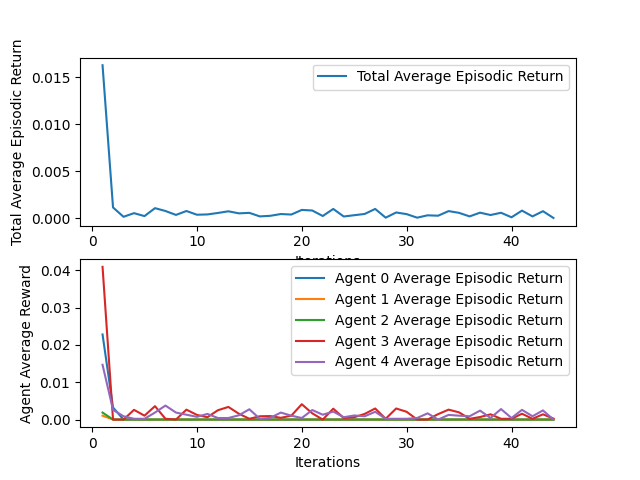 Total Average Episodic Return
0.015
0.010
0.005
0.000
Total Average Episodic Return
0 10 20 30 40
Iterations
Agent Average Reward
0.04
0.03
0.02
0.01
0.00
Agent 0 Average Episodic Return
Agent 1 Average Episodic Return
Agent 2 Average Episodic Return
Agent 3 Average Episodic Return
Agent 4 Average Episodic Return
0 10 20 30 40
Iterations